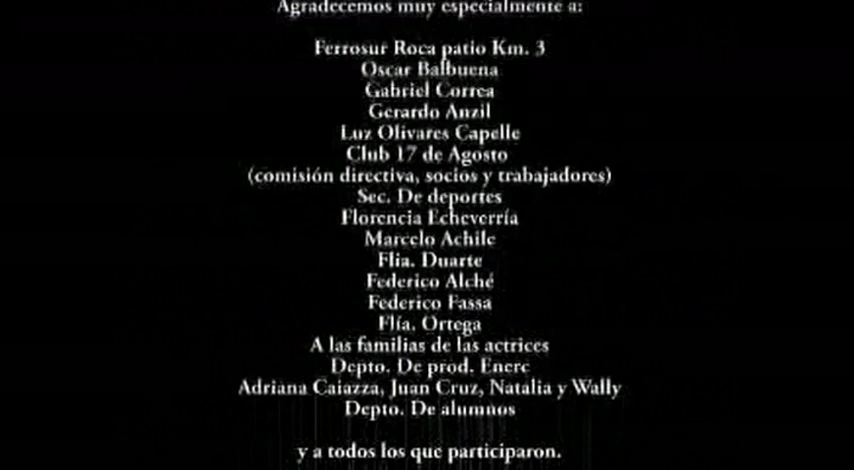 Agradecemos muy especialmente a:
Ferrosur Roca patio Km. 3
Oscar Balbuena
Gabriel Correa
Gerardo Anzil
Luz Olivares Capelle
Club 17 de Agosto
(comisión directiva, socios y trabajadores)
Sec. De deportes
Florencia Echeverría
Marcelo Achile
Flia. Duarte
Federico Alché
Federico Fassa
Flía. Ortega
A las familias de las actrices
Depto. De prod. Enerc
Adriana Caiazza, Juan Cruz, Natalia y Wally
Depto. De alumnos
y a todos los que participaron.